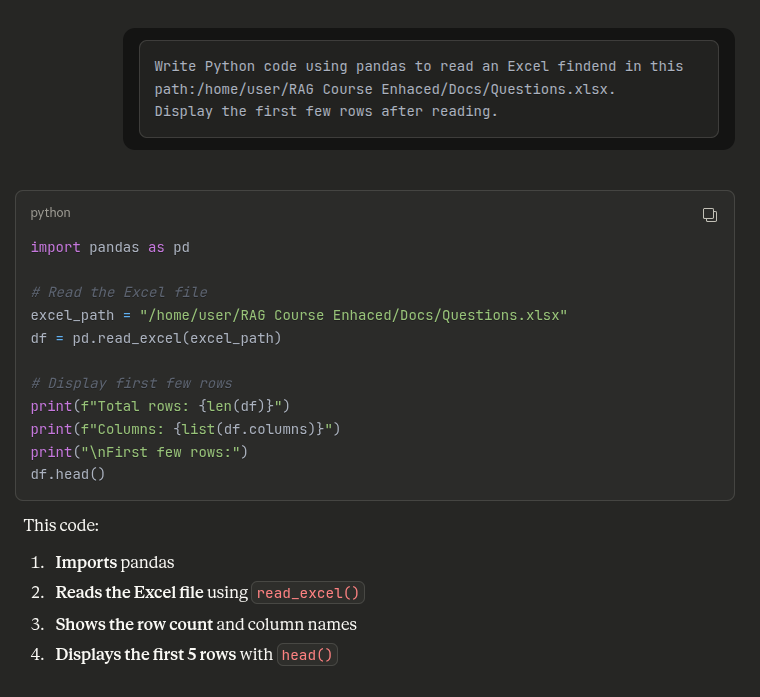 Write Python code using pandas to read an Excel findend in this
path:/home/user/RAG Course Enhaced/Docs/Questions.xlsx.
Display the first few rows after reading.
python
import pandas as pd
# Read the Excel file
excel_path = "/home/user/RAG Course Enhaced/Docs/Questions.xlsx"
df = pd.read_excel(excel_path)
# Display first few rows
print(f"Total rows: {len(df)}")
print(f"Columns: {list(df.columns)}")
print("\nFirst few rows:")
df.head()
This code:
1. Imports pandas
2. Reads the Excel file using read_excel()
3. Shows the row count and column names
4. Displays the first 5 rows with head()